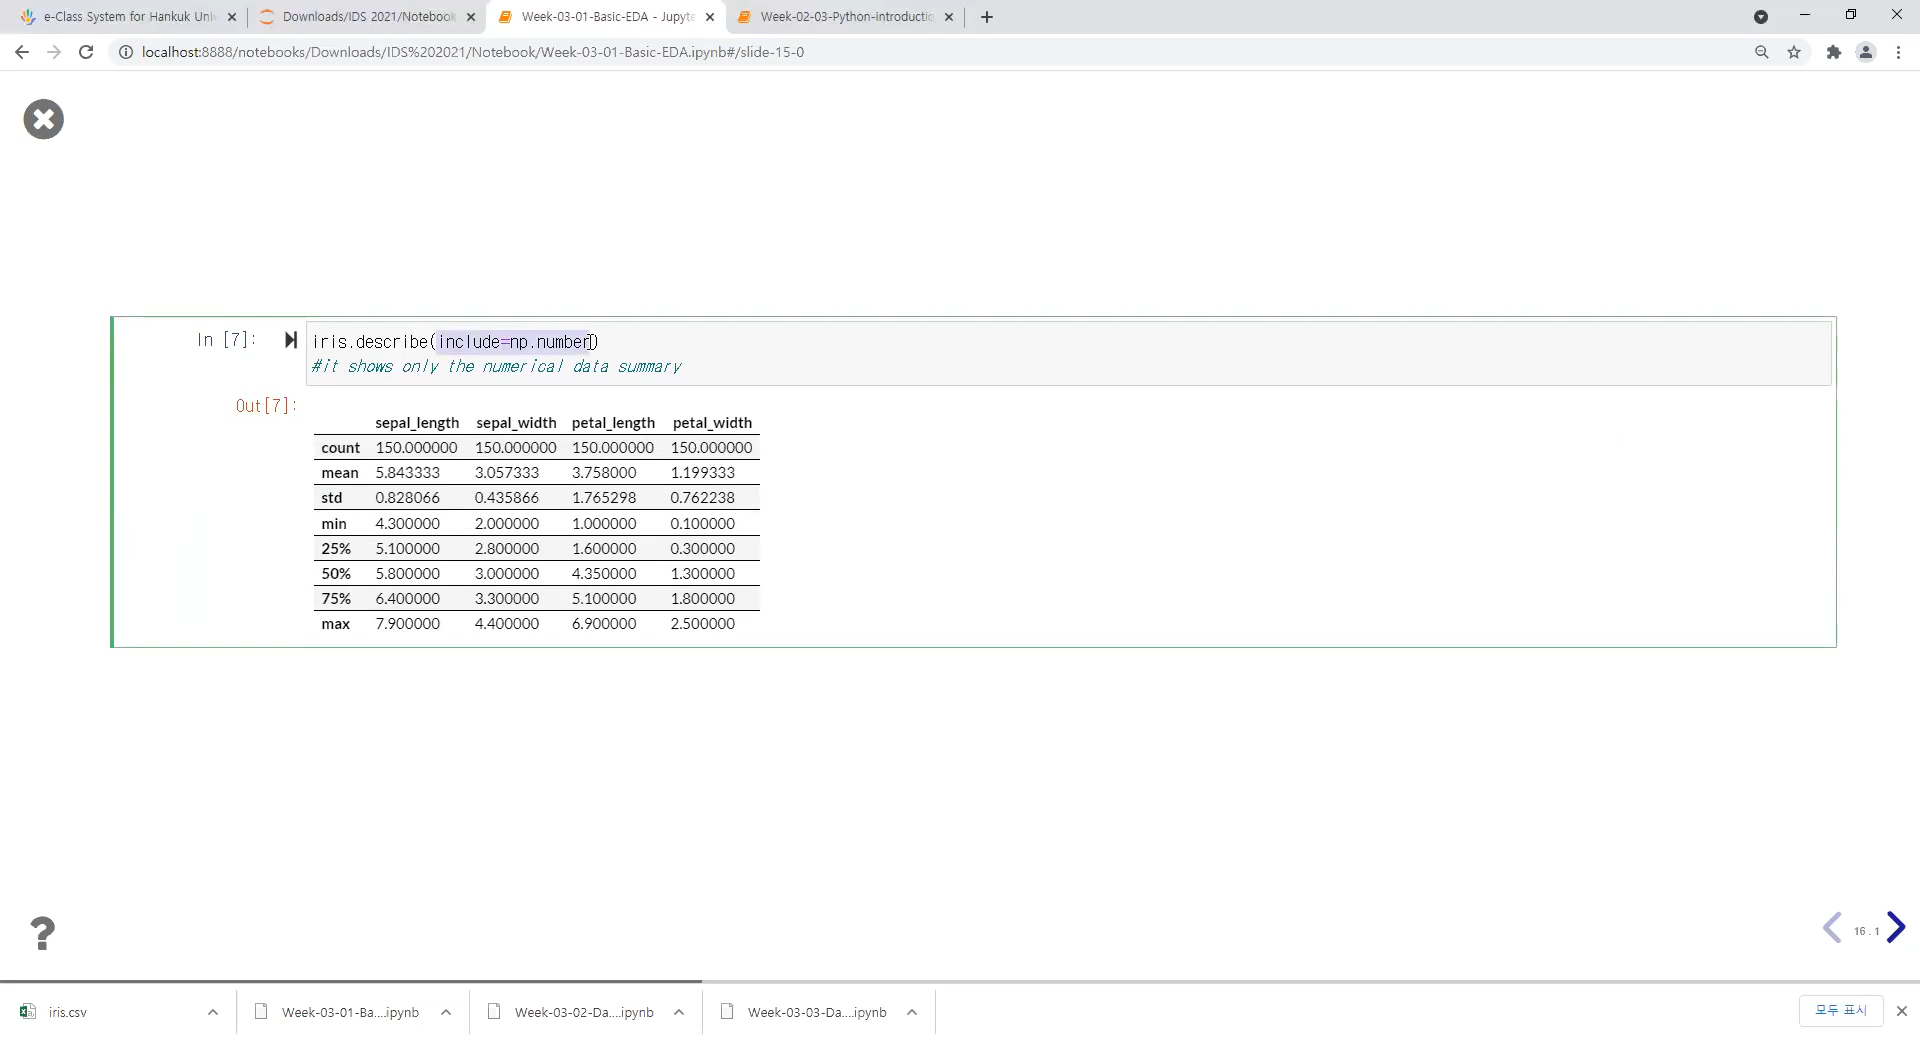 e-Class System for Hankuk Uni
Downloads/IDS 2021/Notebook
Week-03-01-Basic-EDA - Jupyte
Week-02-03-Python-introductio
localhost:8888/notebooks/Downloads/IDS%202021/Notebook/Week-03-01-Basic-EDA.ipynb#/slide-15-0
In [7]: iris.describe(include=np.number)
#it shows only the numerical data summary
Out[7]:
sepal_length sepal_width petal_length petal_width
count 150.000000 150.000000 150.000000 150.000000
mean 5.843333 3.057333 3.758000 1.199333
std 0.828066 0.435866 1.765298 0.762238
min 4.300000 2.000000 1.000000 0.100000
25% 5.100000 2.800000 1.600000 0.300000
50% 5.800000 3.000000 4.350000 1.300000
75% 6.400000 3.300000 5.100000 1.800000
max 7.900000 4.400000 6.900000 2.500000
?
16 . 1
iris.csv
Week-03-01-Ba....ipynb
Week-03-02-Da....ipynb
Week-03-03-Da....ipynb
모두 표시